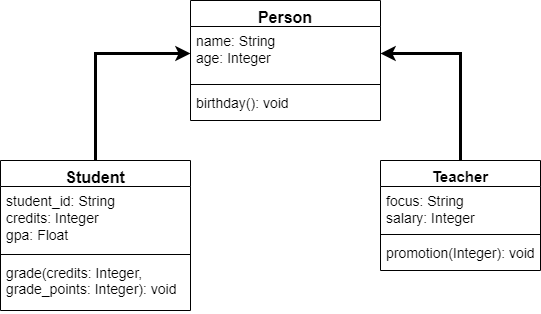 Person
name: String
age: Integer
birthday(): void
Student
student_id: String
credits: Integer
gpa: Float
grade(credits: Integer,
grade_points: Integer): void
Teacher
focus: String
salary: Integer
promotion(Integer): void